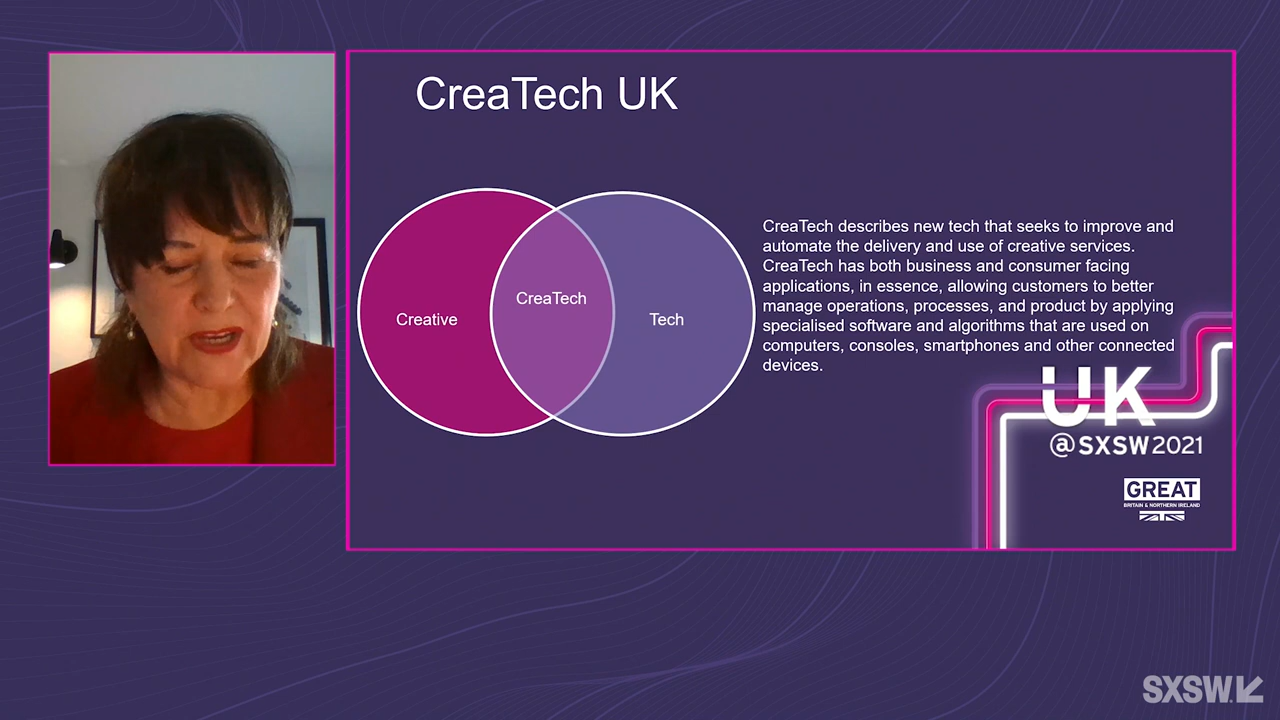 CreaTech UK
Creative
CreaTech
Tech
CreaTech describes new tech that seeks to improve and
automate the delivery and use of creative services.
CreaTech has both business and consumer facing
applications, in essence, allowing customers to better
manage operations, processes, and product by applying
specialised software and algorithms that are used on
computers, consoles, smartphones and other connected
devices.
UK
@SXSW2021
GREAT
BRITAIN & NORTHERN IRELAND
SXSW.